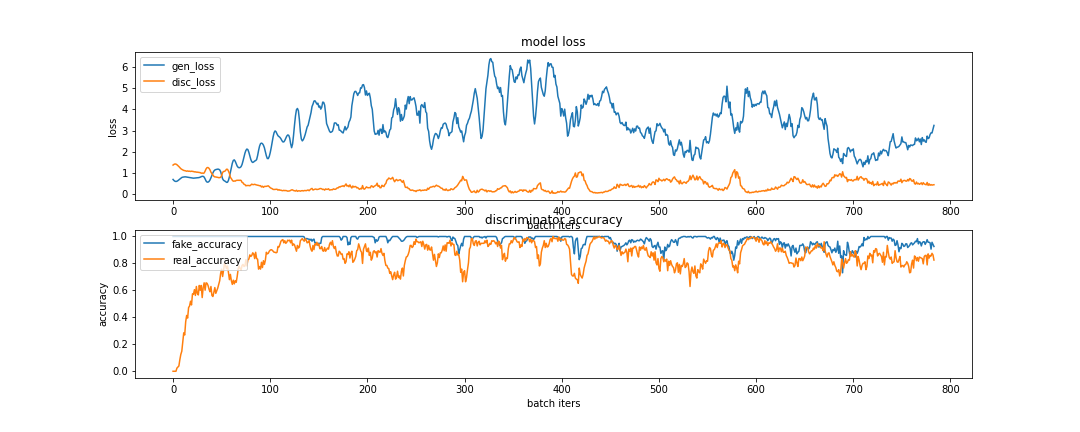 model loss
gen_loss
disc_loss
loss
6
5
4
3
2
1
0
0 100 200 300 400 500 600 700 800
batch iters
discriminator accuracy
fake_accuracy
real_accuracy
accuracy
1.0
0.8
0.6
0.4
0.2
0.0
0 100 200 300 400 500 600 700 800
batch iters